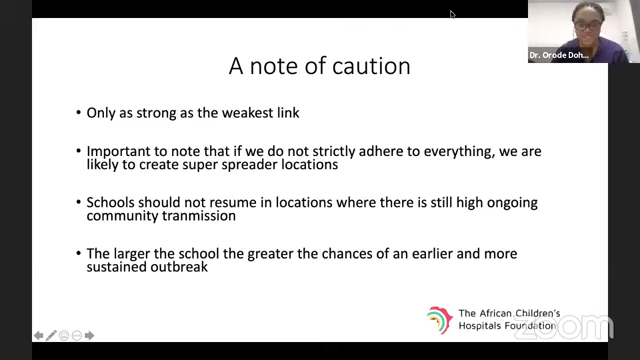 Dr. Orode Doh...
A note of caution
• Only as strong as the weakest link
• Important to note that if we do not strictly adhere to everything, we are
likely to create super spreader locations
• Schools should not resume in locations where there is still high ongoing
community tranmission
• The larger the school the greater the chances of an earlier and more
sustained outbreak
The African Children's
Hospitals Foundation
zoom